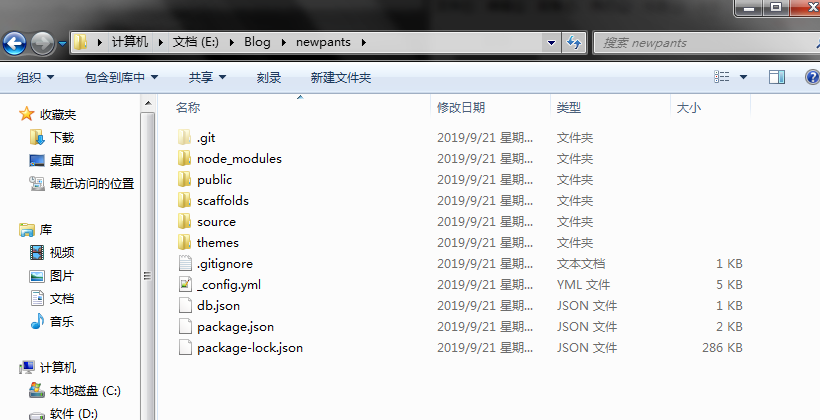 计算机 文档 (E:) Blog newpants 搜索 newpants
组织 包含到库中 共享 刻录 新建文件夹
收藏夹
下载
桌面
最近访问的位置
库
视频
图片
文档
音乐
计算机
本地磁盘 (C:)
软件 (D:)
名称 修改日期 类型 大小
.git 2019/9/21 星期... 文件夹
node_modules 2019/9/21 星期... 文件夹
public 2019/9/21 星期... 文件夹
scaffolds 2019/9/21 星期... 文件夹
source 2019/9/21 星期... 文件夹
themes 2019/9/21 星期... 文件夹
.gitignore 2019/9/21 星期... 文本文档 1 KB
_config.yml 2019/9/21 星期... YML 文件 5 KB
db.json 2019/9/21 星期... JSON 文件 1 KB
package.json 2019/9/21 星期... JSON 文件 2 KB
package-lock.json 2019/9/21 星期... JSON 文件 286 KB